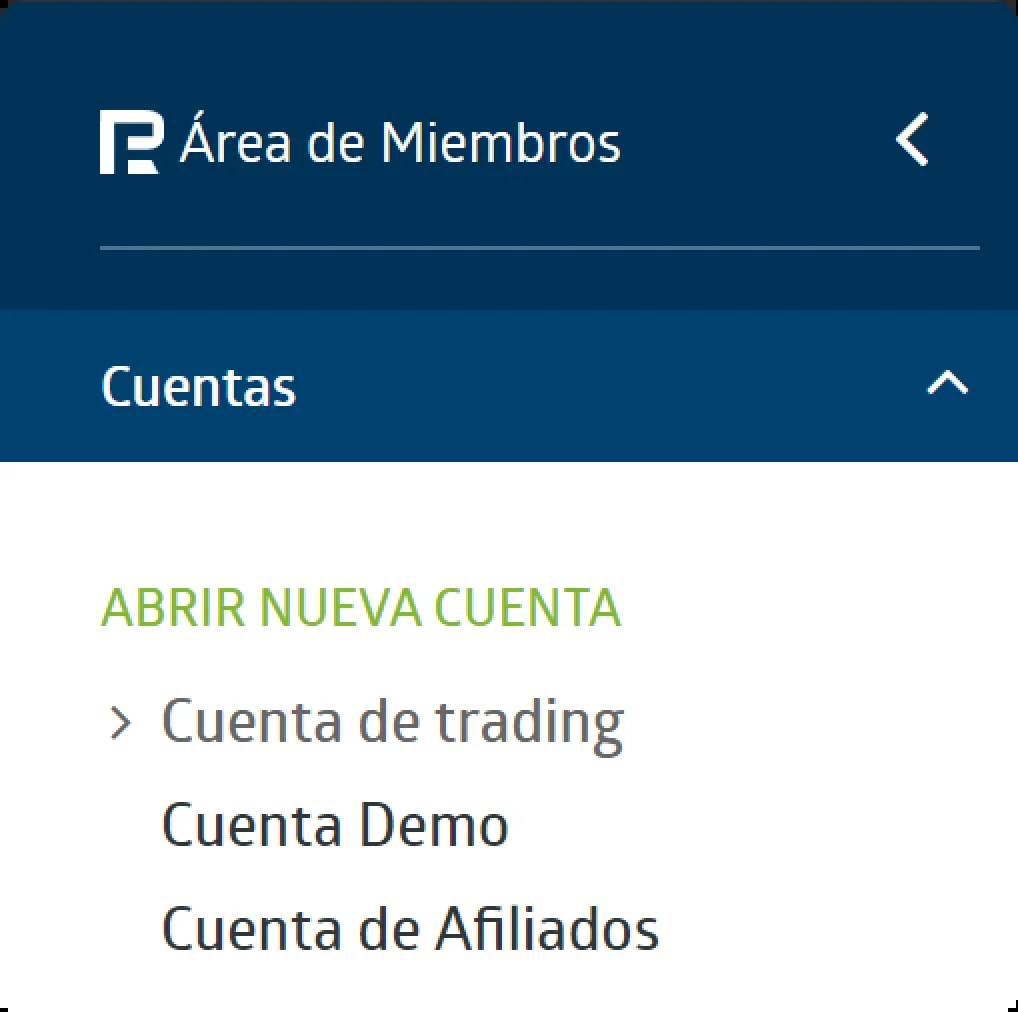 Área de Miembros
Cuentas
ABRIR NUEVA CUENTA
Cuenta de trading
Cuenta Demo
Cuenta de Afiliados